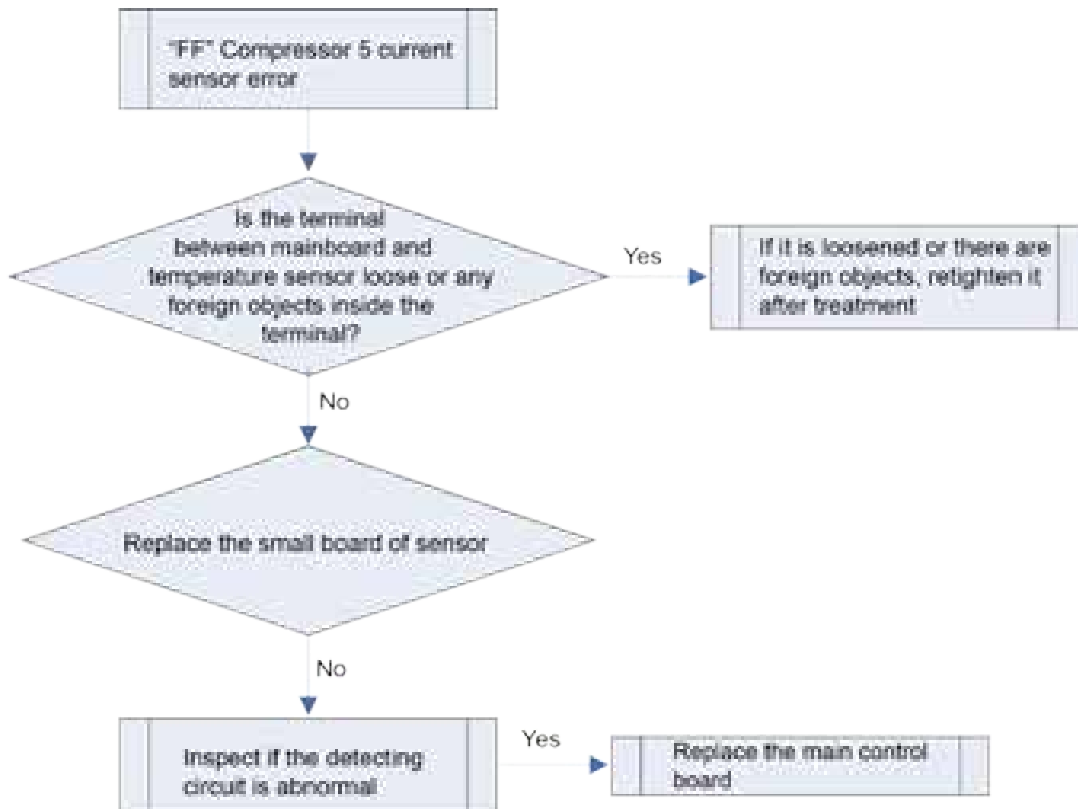 "FF" Compressor 5 current
sensor error
Is the terminal
between mainboard and
temperature sensor loose or any
foreign objects inside the
terminal?
Yes
If it is loosened or there are
foreign objects, retighten it
after treatment
No
Replace the small board of sensor
No
Inspect if the detecting
circuit is abnormal
Yes
Replace the main control
board